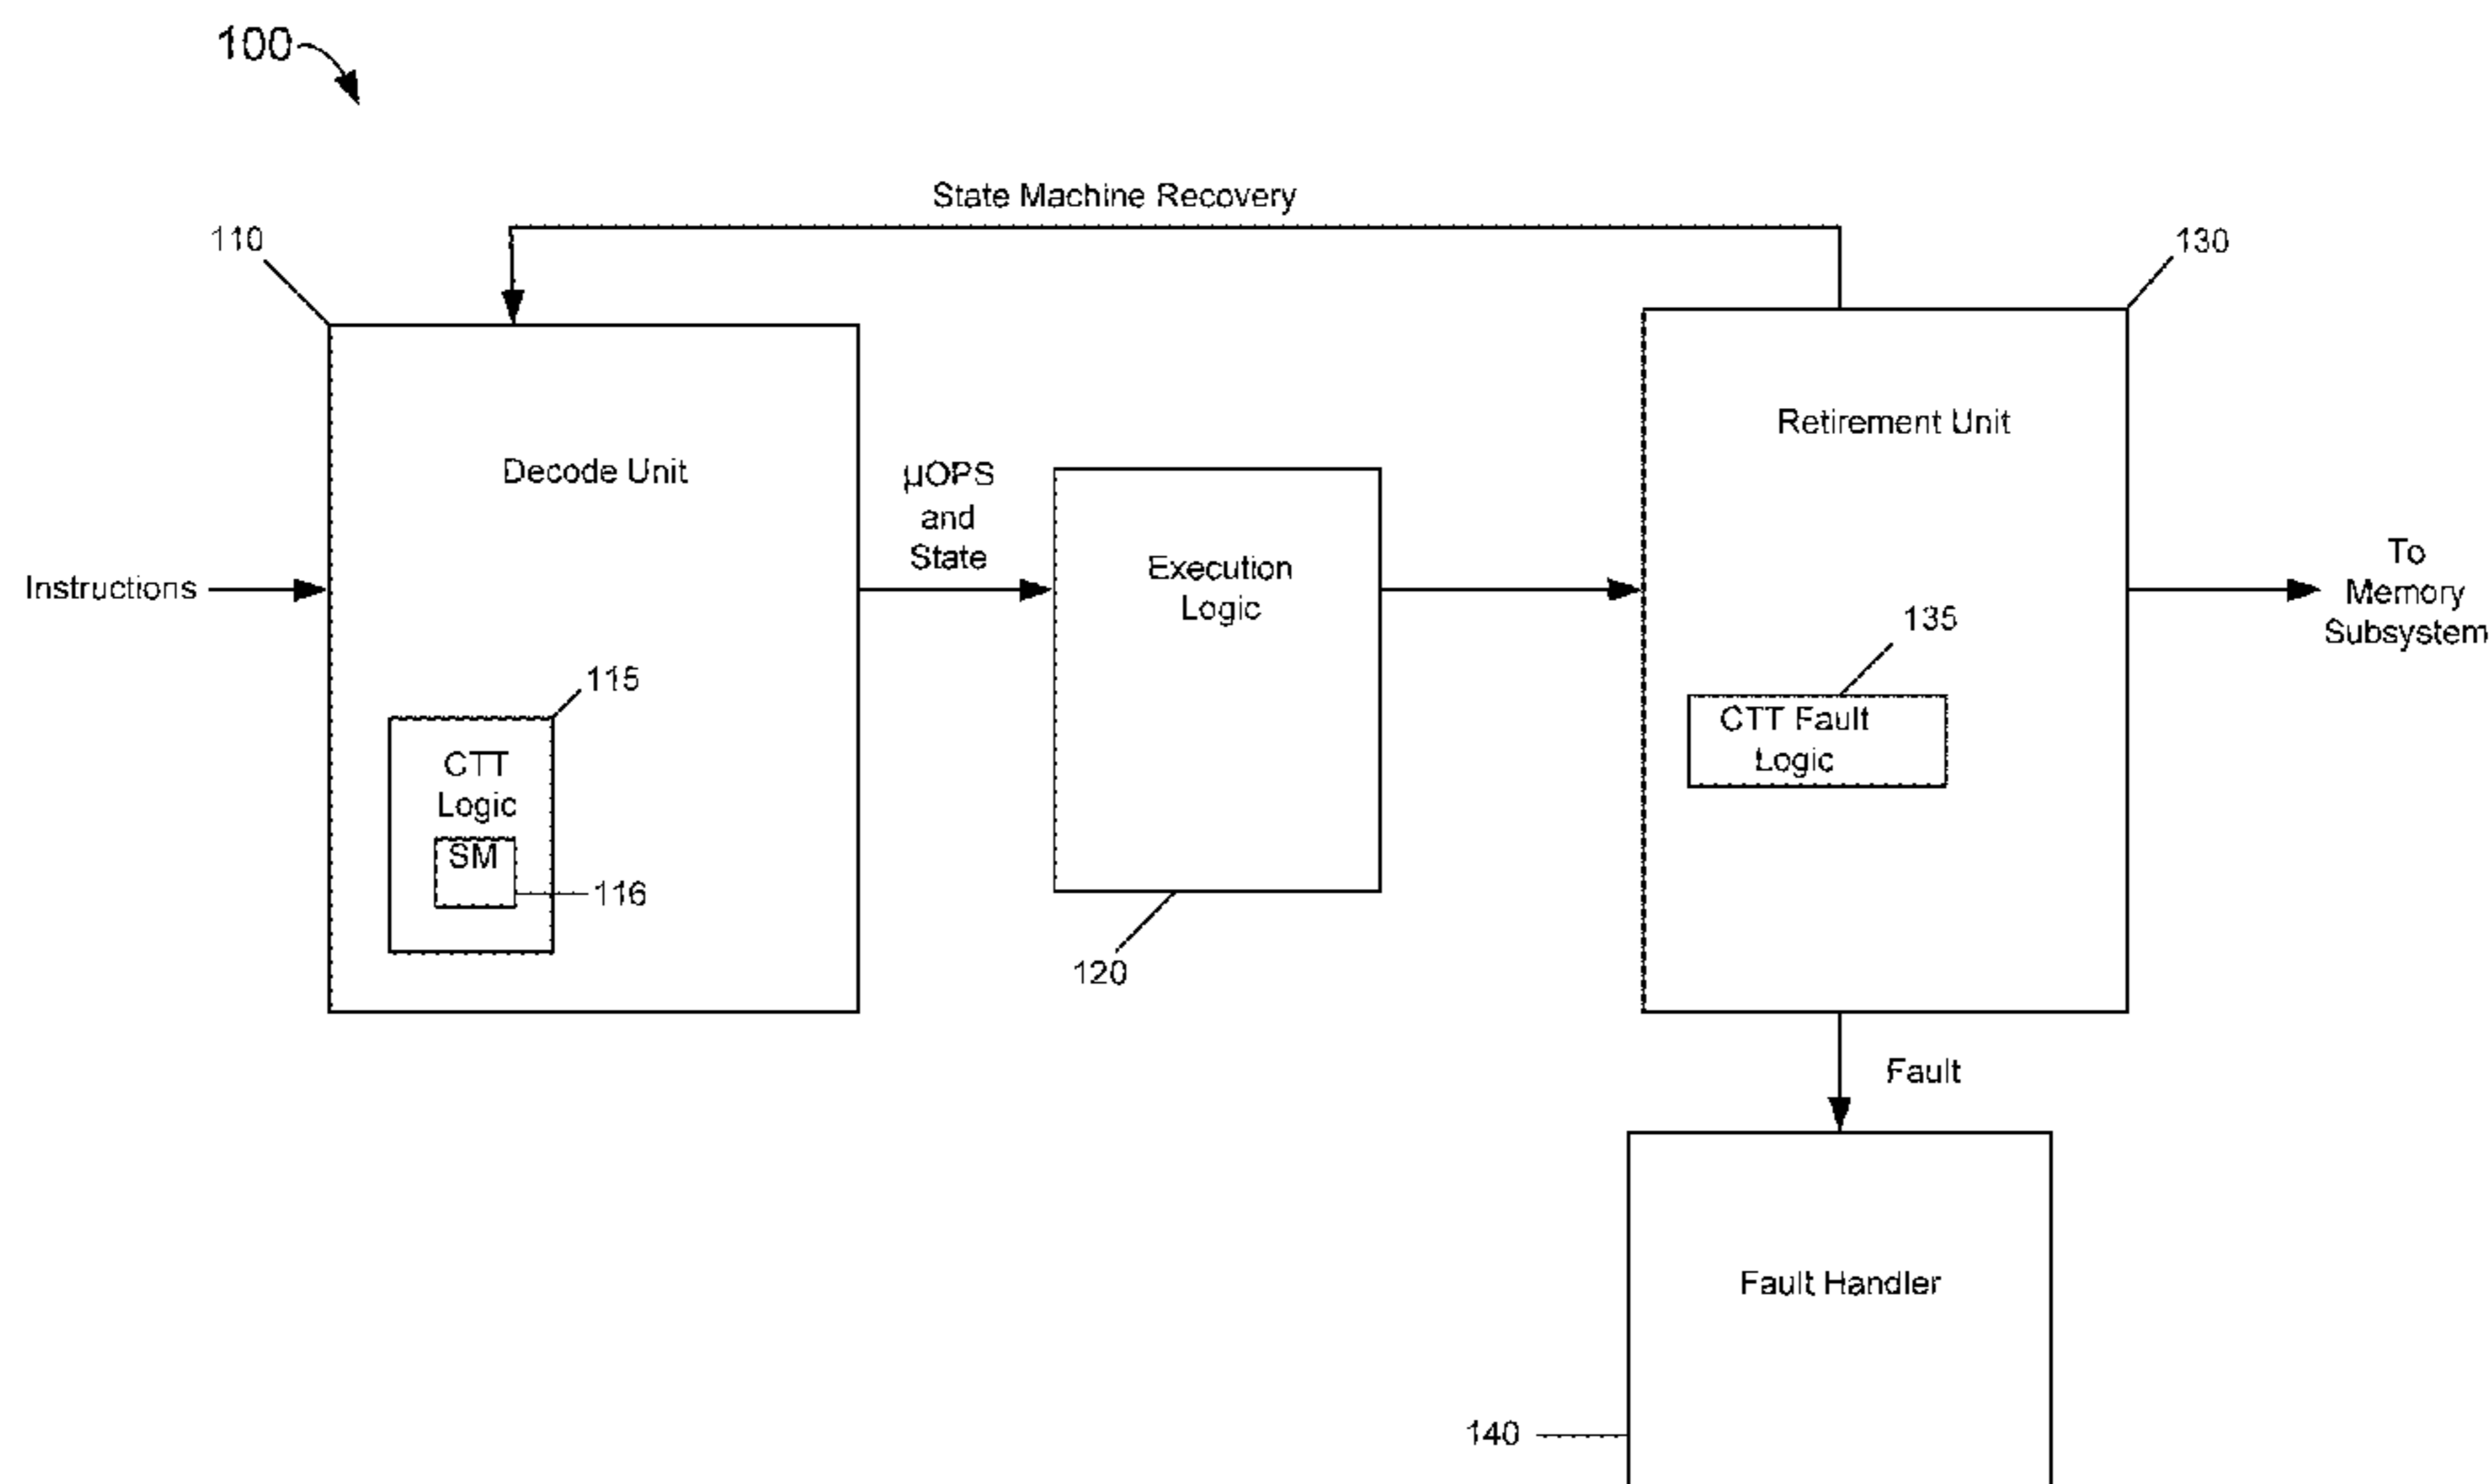 100
State Machine Recovery
110
130
Decode Unit
Retirement Unit
µOPS
and
State
Instructions
Execution
Logic
To
Memory
Subsystem
115
135
CTT
Logic
SM
116
CTT Fault
Logic
120
Fault
Fault Handler
140